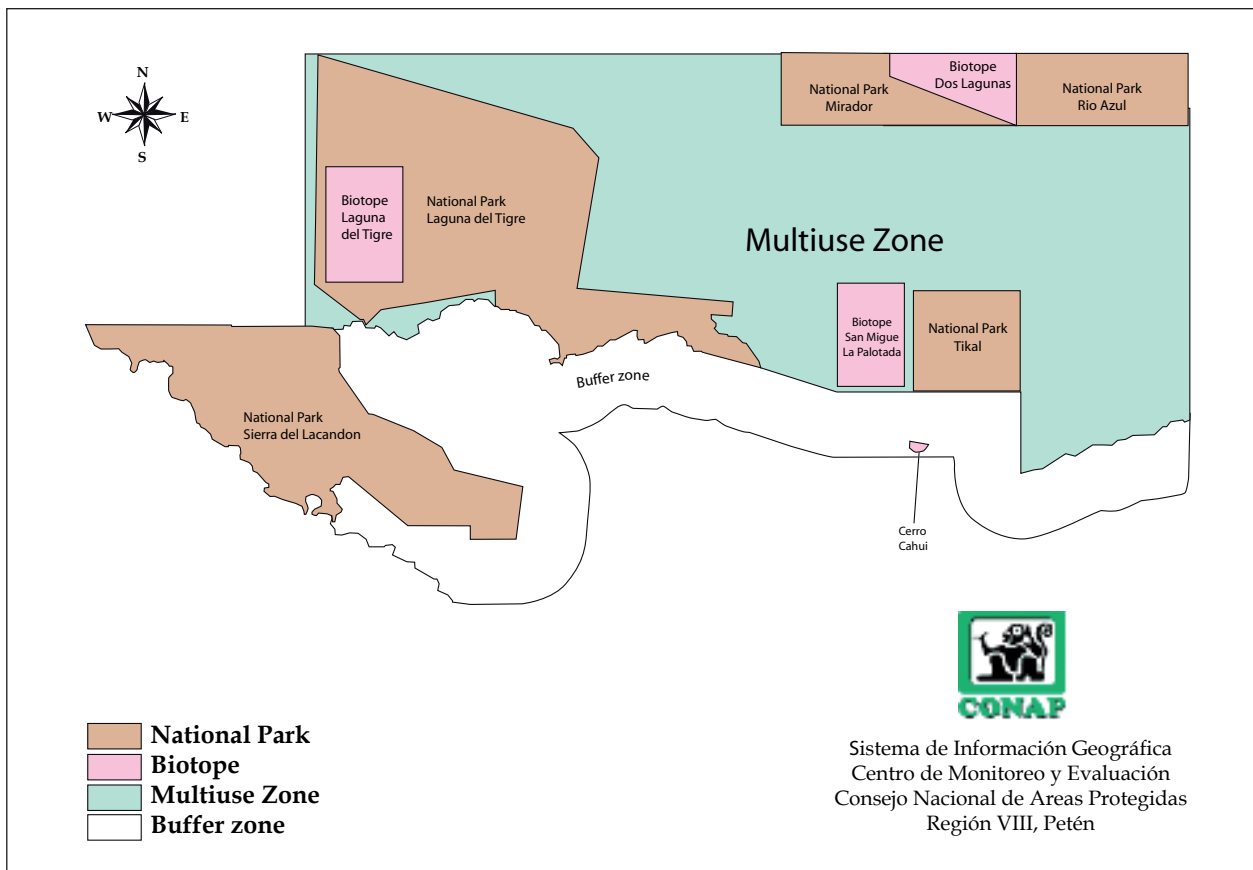 N
W
E
S
Biotope
Dos Lagunas
National Park
Mirador
National Park
Rio Azul
Biotope
Laguna
del Tigre
National Park
Laguna del Tigre
Multiuse Zone
Biotope
San Migue
La Palotada
National Park
Tikal
Buffer zone
National Park
Sierra del Lacandon
Cerro
Cahui
CONAP
National Park
Biotope
Multiuse Zone
Buffer zone
Sistema de Información Geográfica
Centro de Monitoreo y Evaluación
Consejo Nacional de Areas Protegidas
Región VIII, Petén